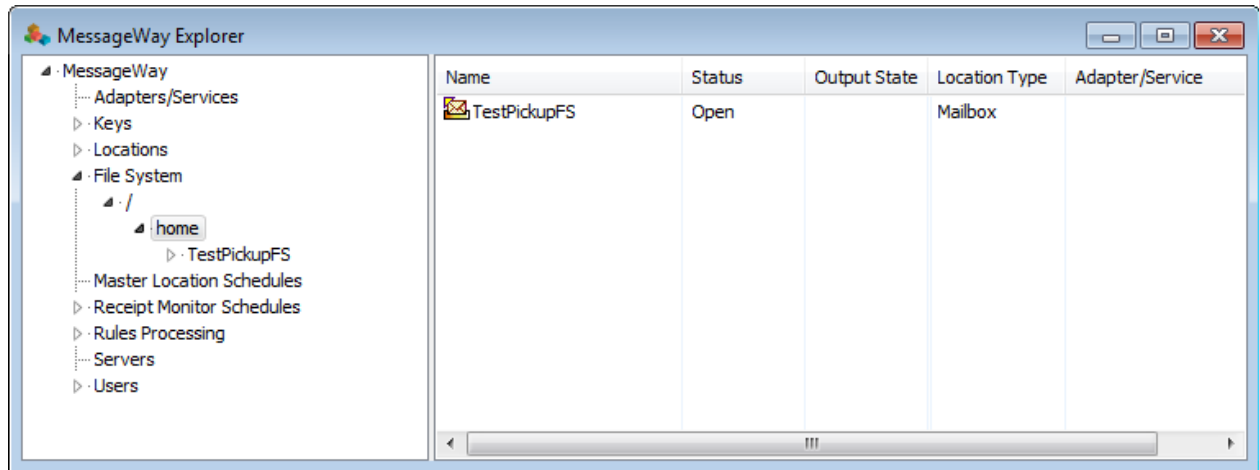 MessageWay Explorer
MessageWay
Adapters/Services
Keys
Locations
File System
/
home
TestPickupFS
Master Location Schedules
Receipt Monitor Schedules
Rules Processing
Servers
Users
Name Status Output State Location Type Adapter/Service
TestPickupFS Open Mailbox